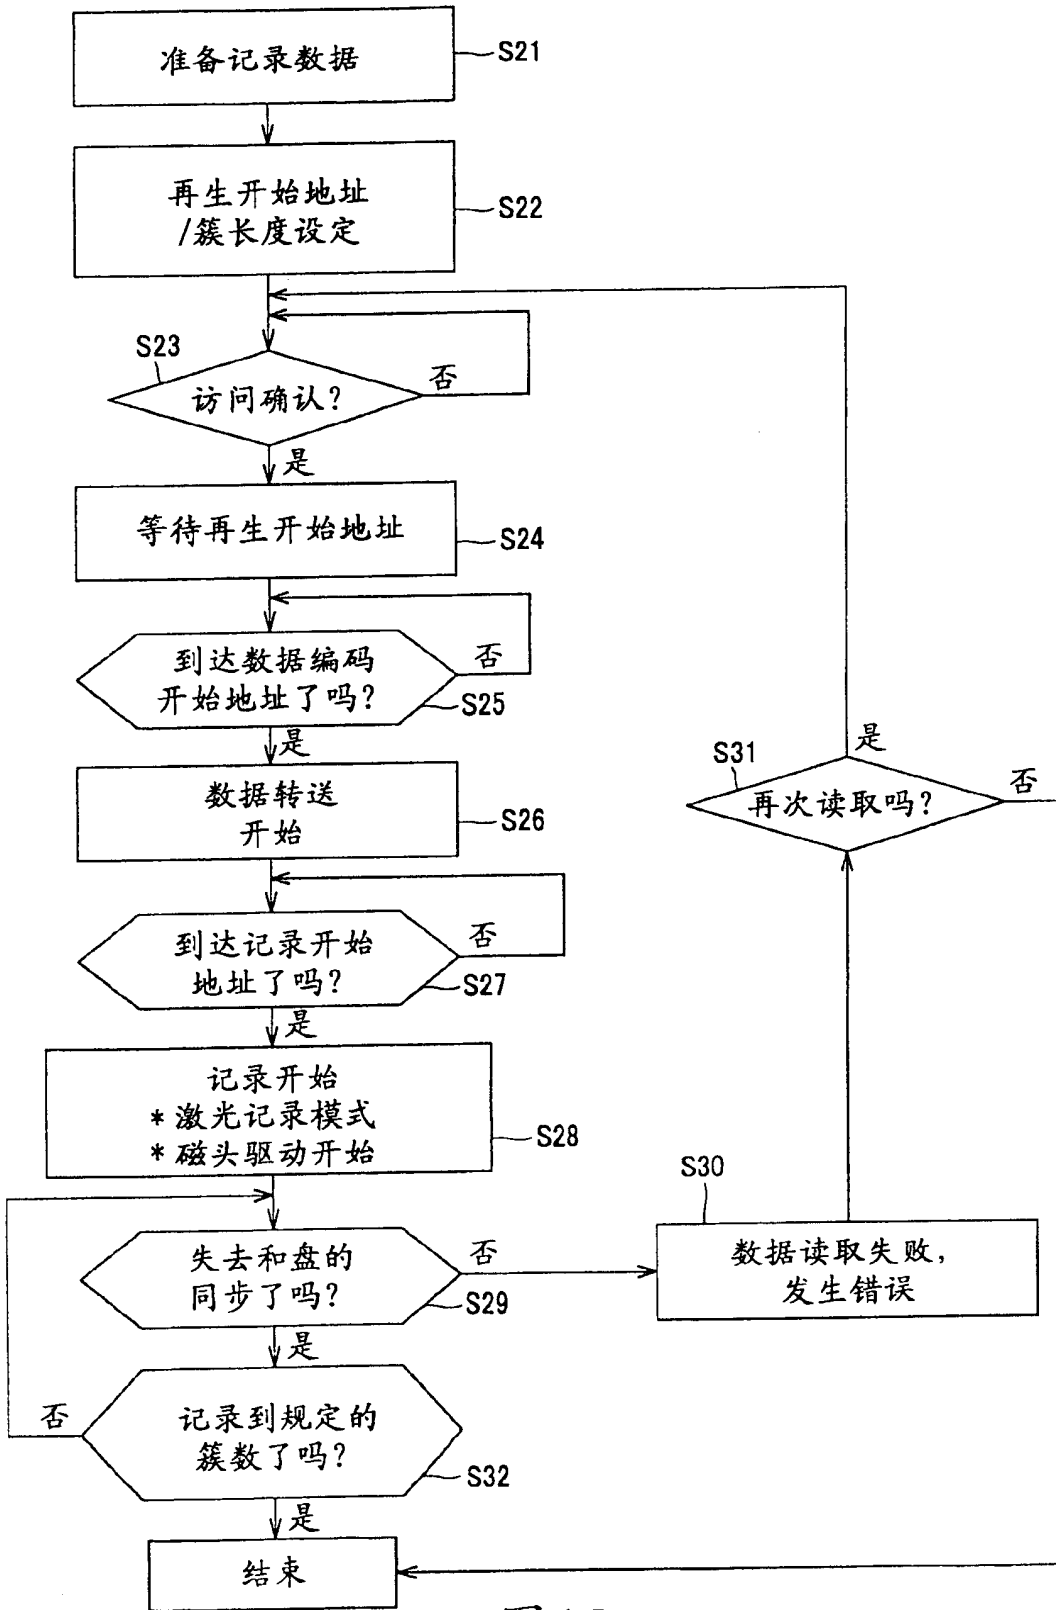 准备记录数据
S21
再生开始地址
/簇长度设定
S22
S23
访问确认?
否
是
等待再生开始地址
S24
到达数据编码
开始地址了吗?
否
S25
是
数据转送
开始
S26
到达记录开始
地址了吗?
否
S27
是
记录开始
*激光记录模式
*磁头驱动开始
S28
失去和盘的
同步了吗?
否
S29
是
S30
数据读取失败,
发生错误
S31
再次读取吗?
是
否
记录到规定的
簇数了吗?
否
S32
是
结束